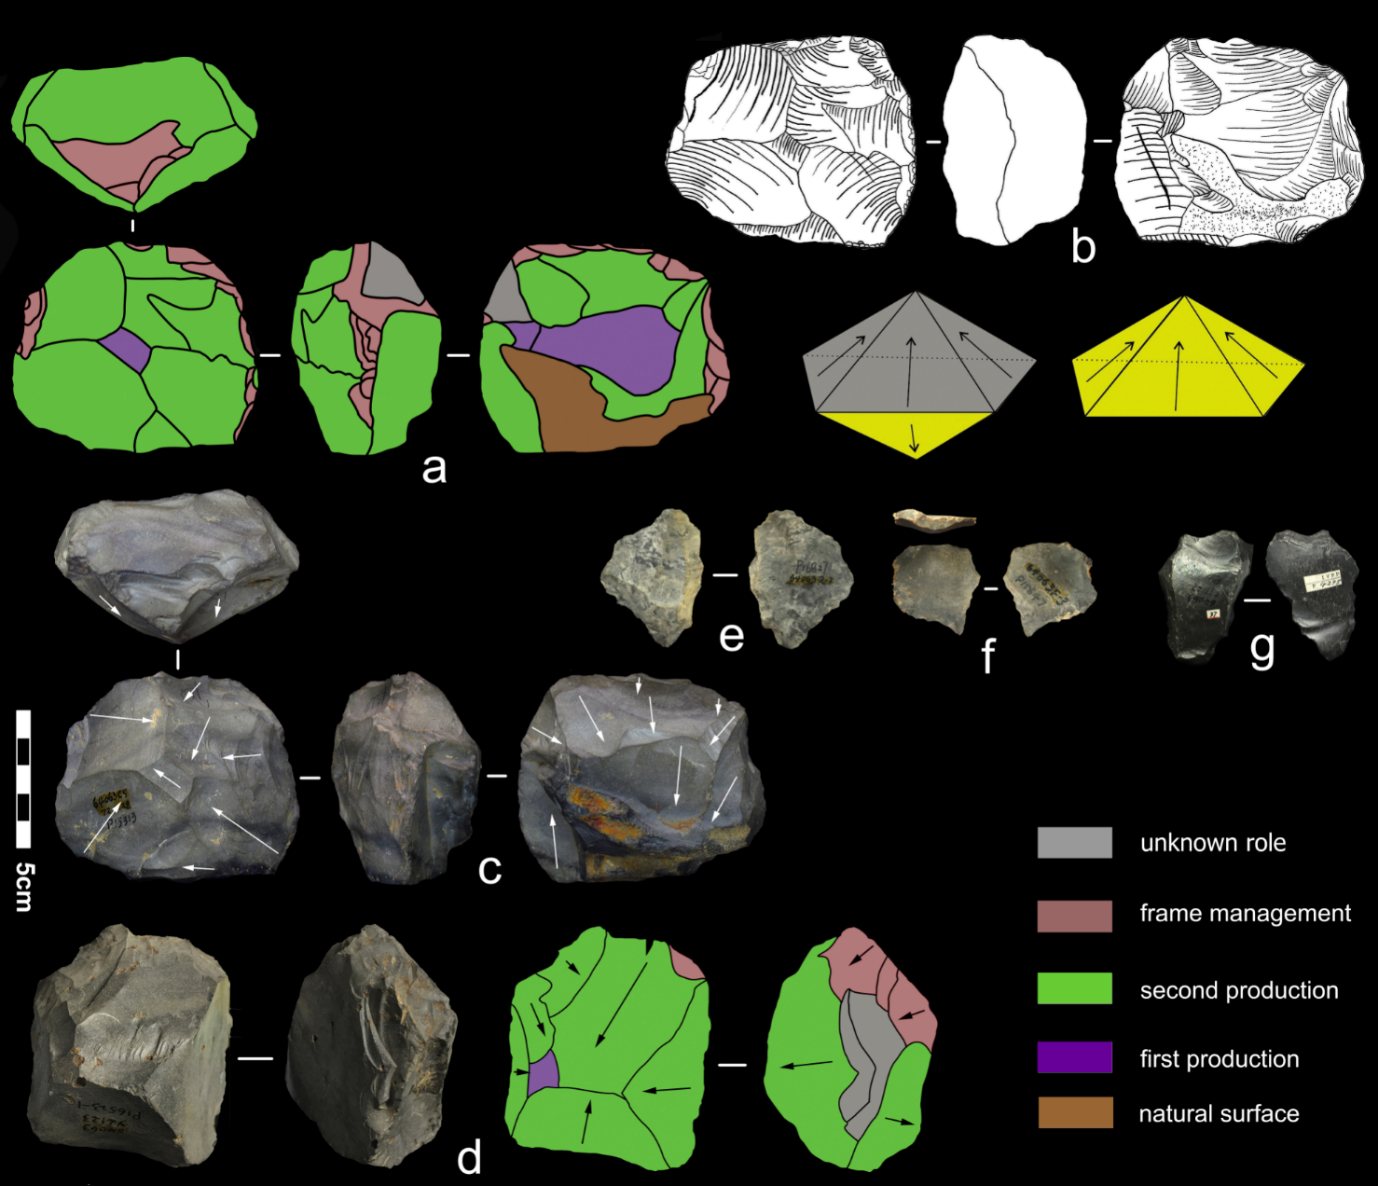 b
a
e
f
g
c
5cm
d
unknown role
frame management
second production
first production
natural surface